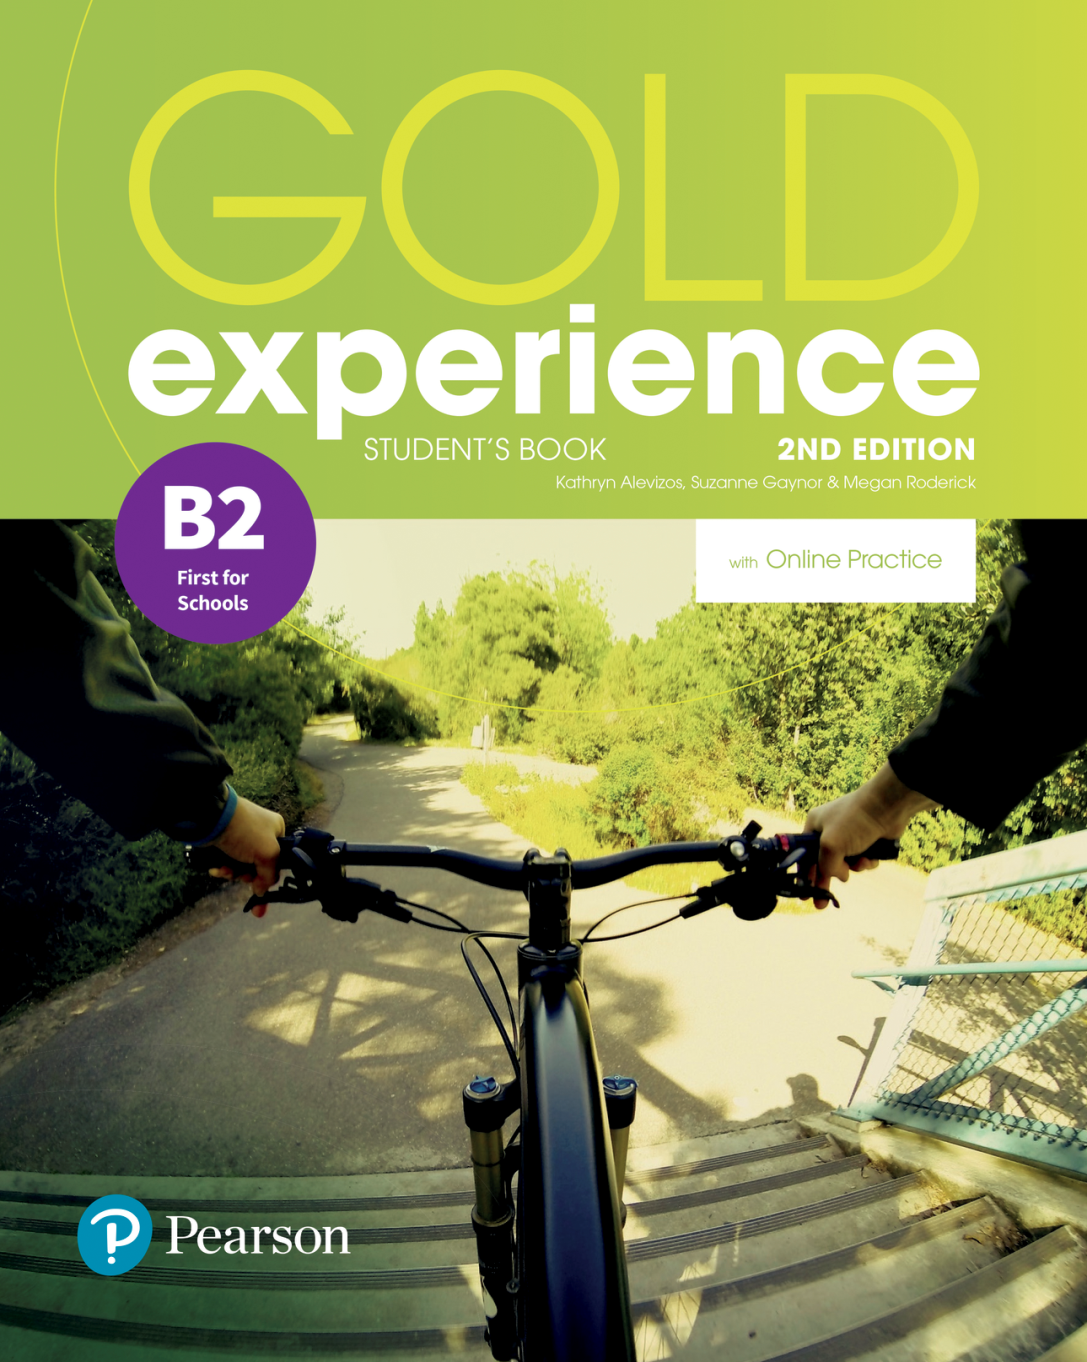 GOLD
experience
STUDENT'S BOOK
2ND EDITION
Kathryn Alevizos, Suzanne Gaynor & Megan Roderick
B2
First for
Schools
with Online Practice
Pearson